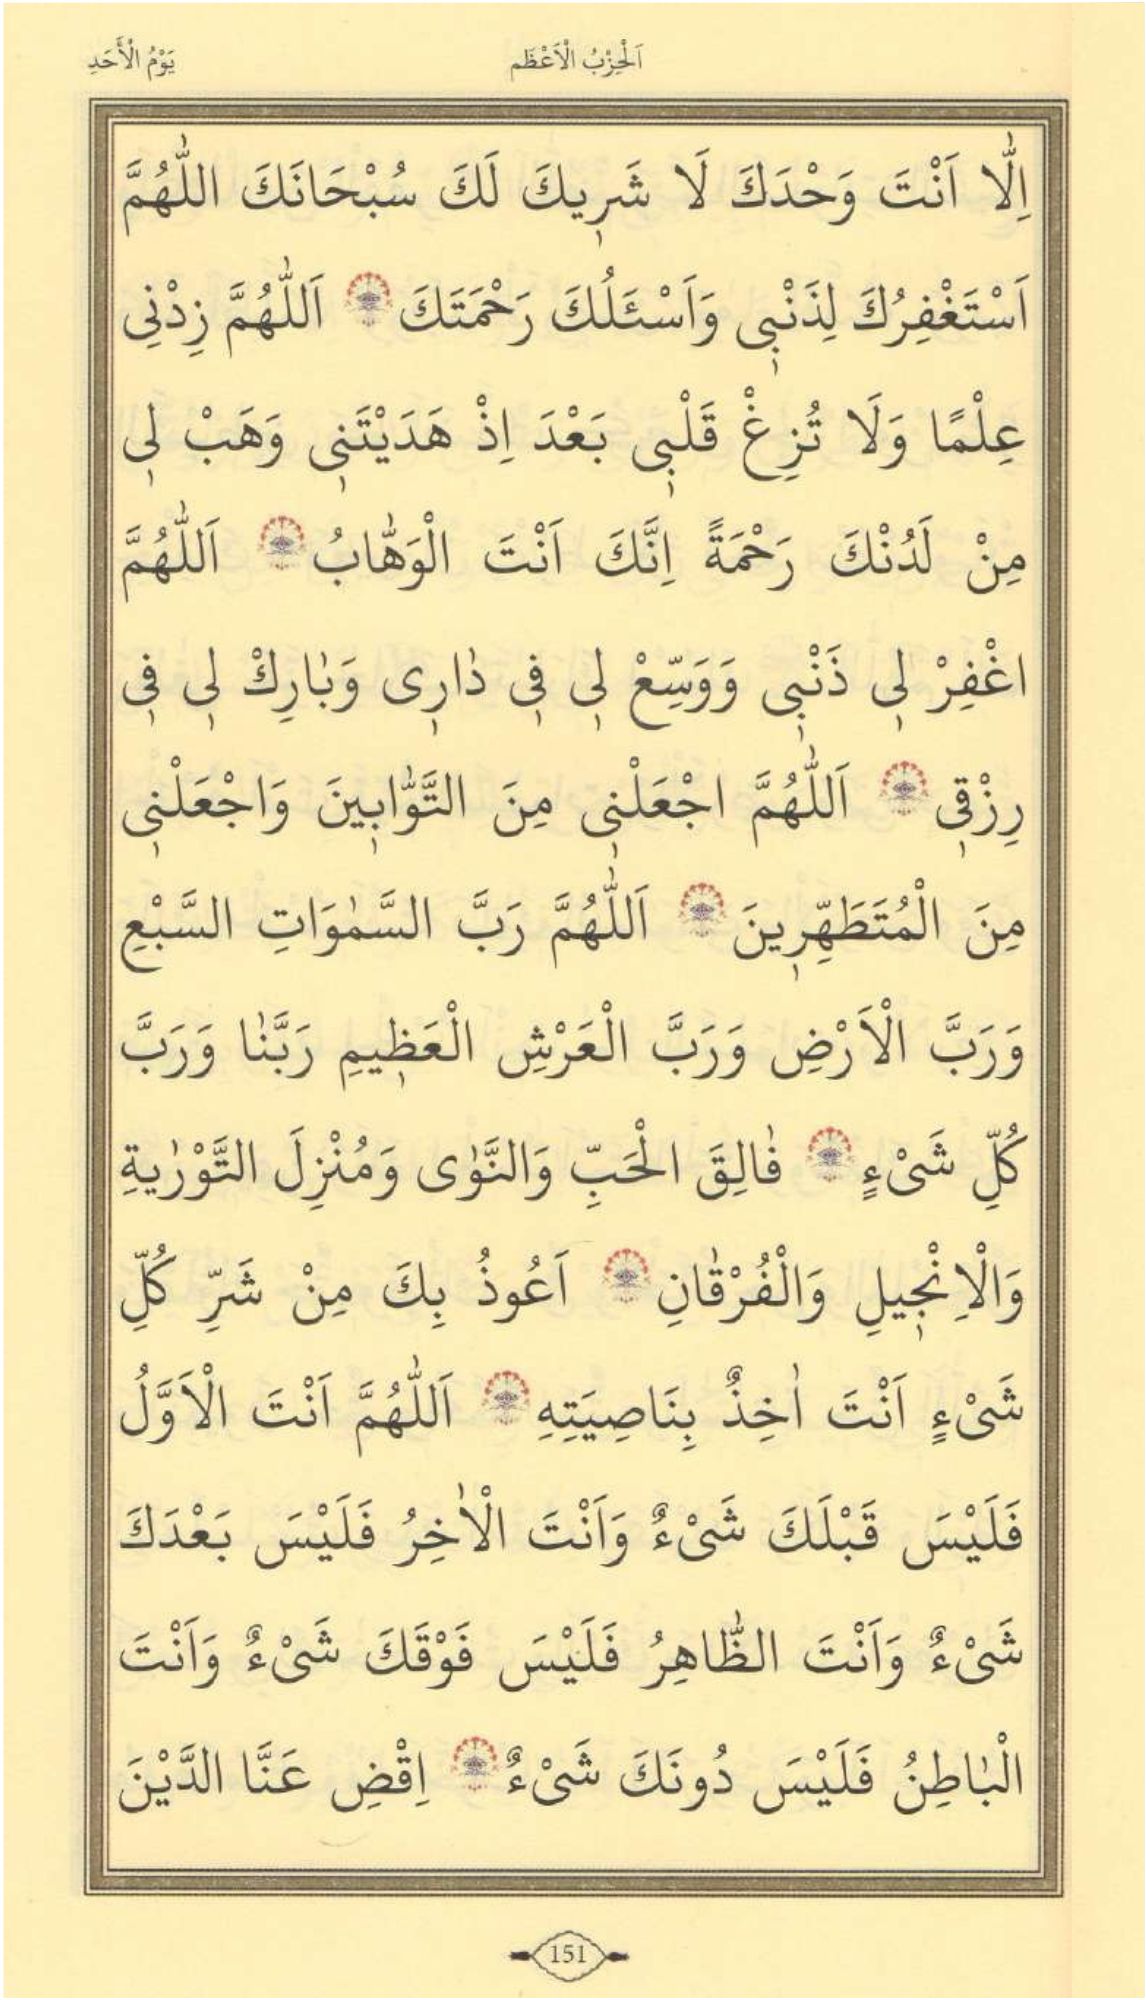 اَلْحِزْبُ الْاَعْظَم
يَوْمُ الْأَحَدِ
اِلَّٓا اَنْتَ وَحْدَكَ لَا شَرٖيكَ لَكَ سُبْحَانَكَ اللّٰهُمَّ
اَسْتَغْفِرُكَ لِذَنْبٖى وَاَسْئَلُكَ رَحْمَتَكَ ۞ اَللّٰهُمَّ زِدْنِى
عِلْمًا وَلَا تُزِغْ قَلْبٖى بَعْدَ اِذْ هَدَيْتَنٖى وَهَبْ لٖى
مِنْ لَدُنْكَ رَحْمَةً اِنَّكَ اَنْتَ الْوَهَّابُ ۞ اَللّٰهُمَّ
اغْفِرْ لٖى ذَنْبٖى وَوَسِّعْ لٖى فٖى دٰارٖى وَبٰارِكْ لٖى فٖى
رِزْقٖى ۞ اَللّٰهُمَّ اجْعَلْنٖى مِنَ التَّوّٰابٖينَ وَاجْعَلْنٖى
مِنَ الْمُتَطَهِّرٖينَ ۞ اَللّٰهُمَّ رَبَّ السَّمٰوَاتِ السَّبْعِ
وَرَبَّ الْاَرْضِ وَرَبَّ الْعَرْشِ الْعَظٖيمِ رَبَّنٰا وَرَبَّ
كُلِّ شَىْءٍ ۞ فٰالِقَ الْحَبِّ وَالنَّوٰى وَمُنْزِلَ التَّوْرٰيةِ
وَالْاِنْجٖيلِ وَالْفُرْقٰانِ ۞ اَعُوذُ بِكَ مِنْ شَرِّ كُلِّ
شَىْءٍ اَنْتَ اٰخِذٌ بِنَاصِيَتِهِ ۞ اَللّٰهُمَّ اَنْتَ الْاَوَّلُ
فَلَيْسَ قَبْلَكَ شَىْءٌ وَاَنْتَ الْاٰخِرُ فَلَيْسَ بَعْدَكَ
شَىْءٌ وَاَنْتَ الظّٰاهِرُ فَلَيْسَ فَوْقَكَ شَىْءٌ وَاَنْتَ
الْبٰاطِنُ فَلَيْسَ دُونَكَ شَىْءٌ ۞ اِقْضِ عَنَّا الدَّيْنَ
151